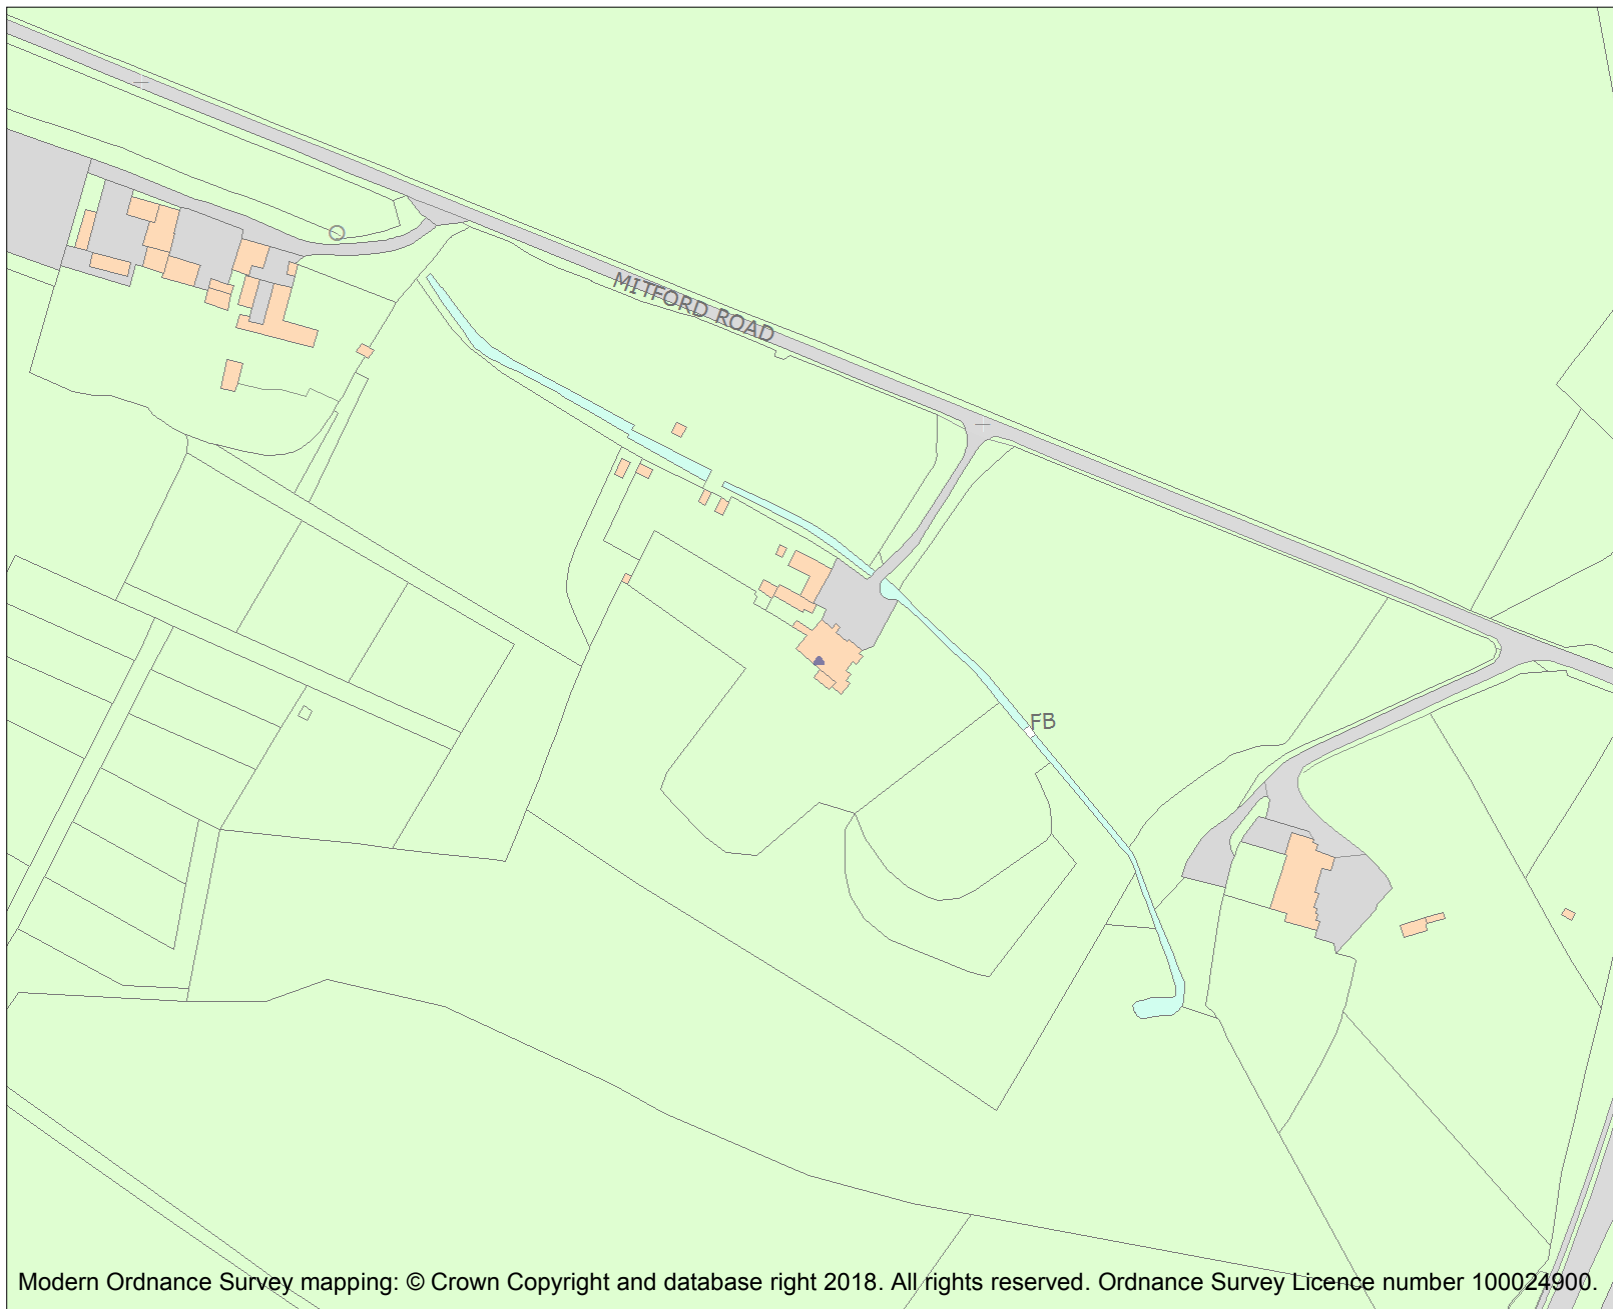 MITFORD ROAD
FB
Modern Ordnance Survey mapping: © Crown Copyright and database right 2018. All rights reserved. Ordnance Survey Licence number 100024900.